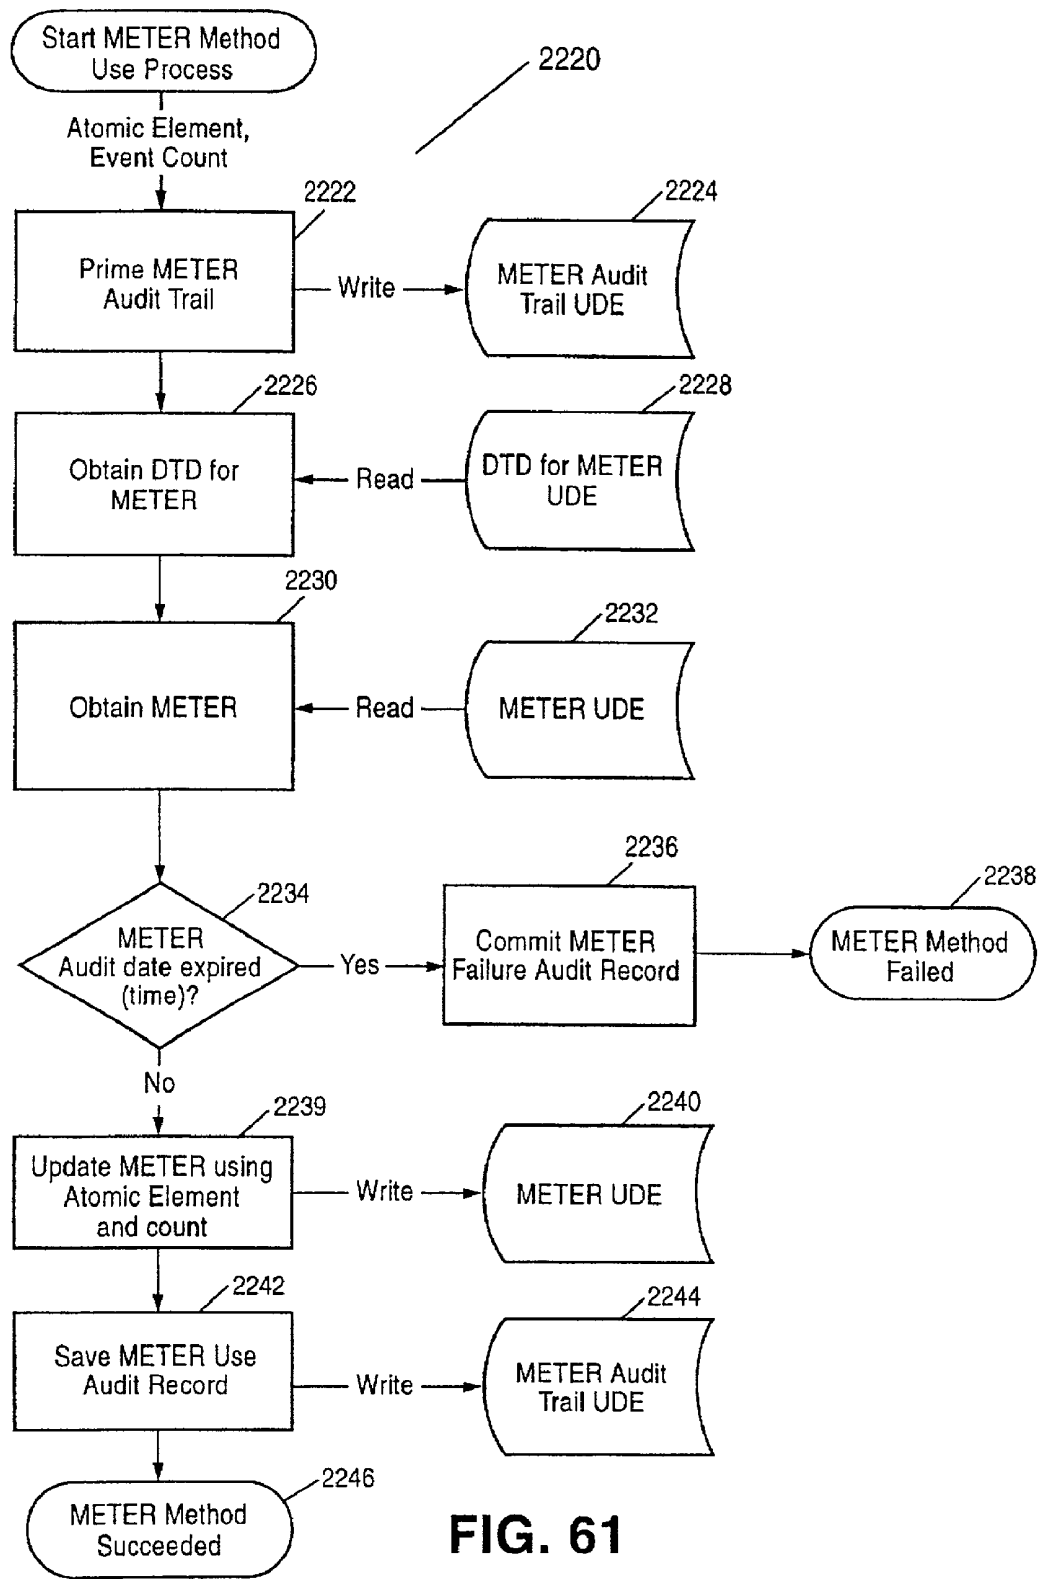 Start METER Method
Use Process
2220
Atomic Element,
Event Count
2222
2224
Prime METER
Audit Trail
Write
METER Audit
Trail UDE
2226
2228
Obtain DTD for
METER
Read
DTD for METER
UDE
2230
2232
Obtain METER
Read
METER UDE
2234
2236
2238
METER
Audit date expired
(time)?
Yes
Commit METER
Failure Audit Record
METER Method
Failed
No
2239
2240
Update METER using
Atomic Element
and count
Write
METER UDE
2242
2244
Save METER Use
Audit Record
Write
METER Audit
Trail UDE
2246
METER Method
Succeeded
FIG. 61